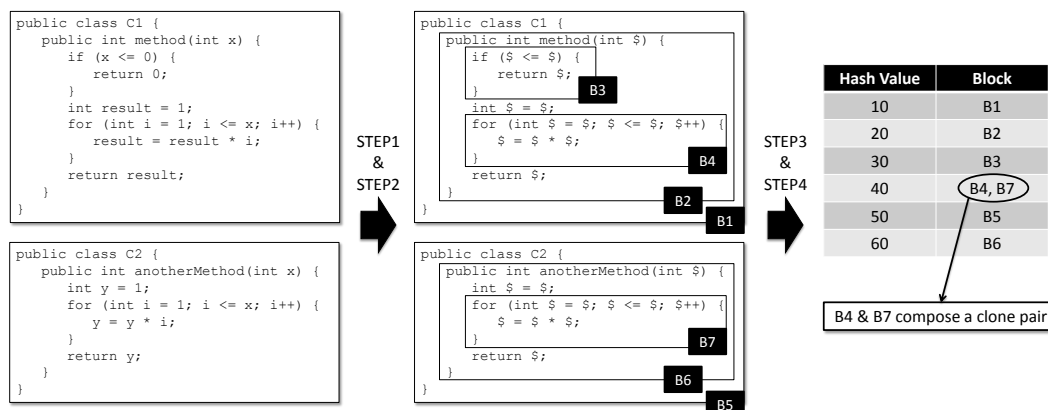 public class C1 {
public int method(int x) {
if (x <= 0) {
return 0;
}
int result = 1;
for (int i = 1; i <= x; i++) {
result = result * i;
}
return result;
}
}
public class C2 {
public int anotherMethod(int x) {
int y = 1;
for (int i = 1; i <= x; i++) {
y = y * i;
}
return y;
}
}
STEP1
&
STEP2
public class C1 {
public int method(int $) {
if ($ <= $) {
return $;
}
B3
int $ = $;
for (int $ = $; $ <= $; $++) {
$ = $ * $;
}
B4
return $;
}
B2
}
B1
public class C2 {
public int anotherMethod(int $) {
int $ = $;
for (int $ = $; $ <= $; $++) {
$ = $ * $;
}
B7
return $;
}
B6
}
B5
STEP3
&
STEP4
Hash Value Block
10 B1
20 B2
30 B3
40 B4, B7
50 B5
60 B6
B4 & B7 compose a clone pair